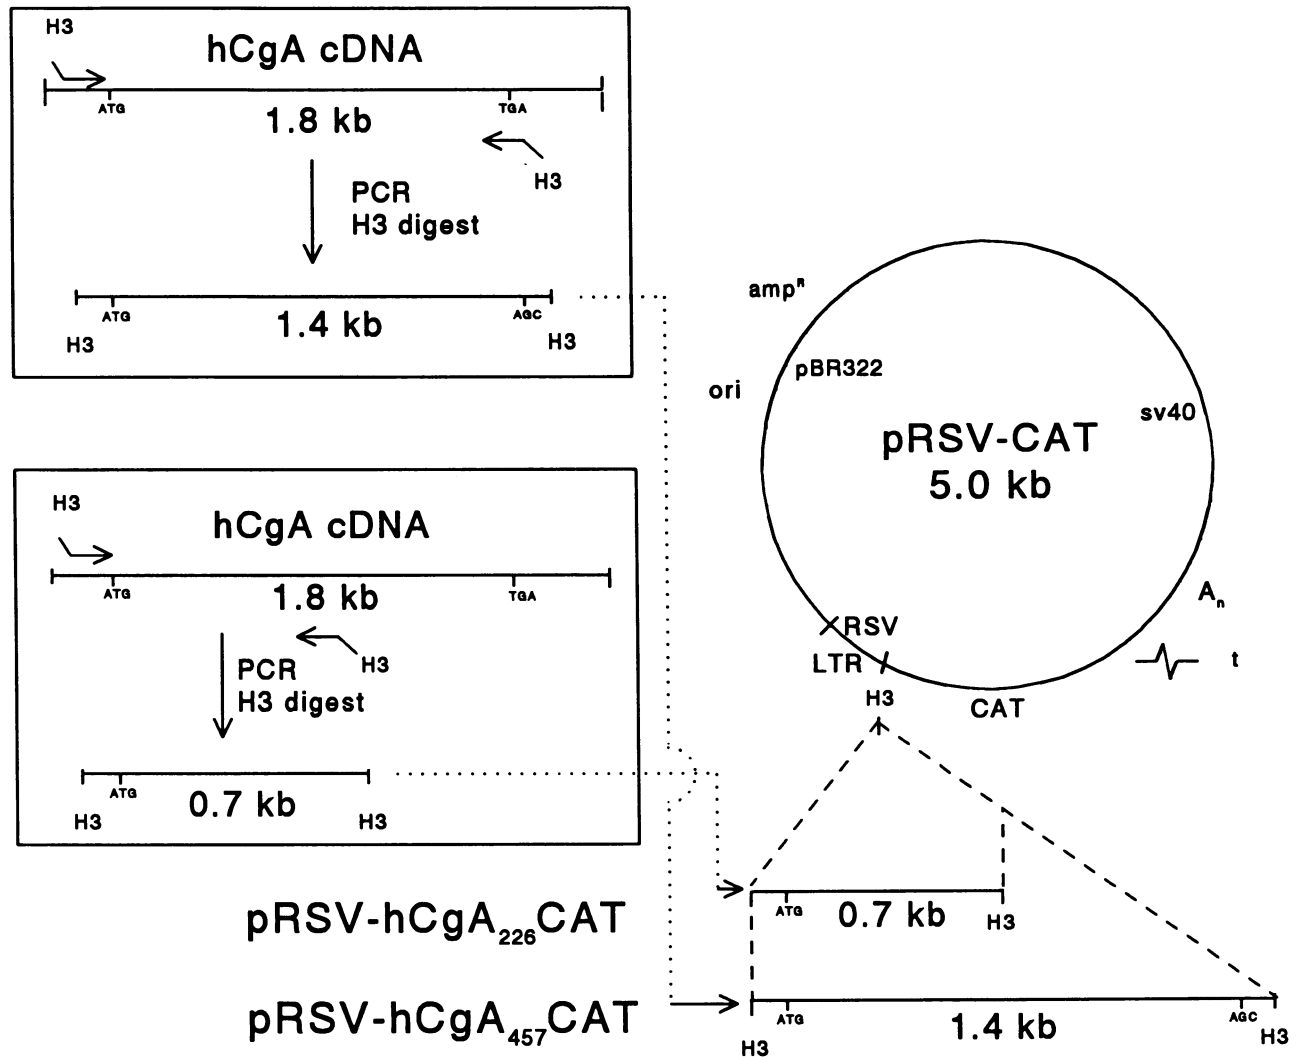 H3
hCgA cDNA
ATG
TGA
1.8 kb
H3
PCR
H3 digest
ATG
AGC
1.4 kb
H3
H3
H3
hCgA cDNA
ATG
TGA
1.8 kb
H3
PCR
H3 digest
ATG
0.7 kb
H3
H3
ampᴿ
pBR322
ori
sv40
pRSV-CAT
5.0 kb
Aₙ
RSV
LTR
t
H3
CAT
ATG
0.7 kb
H3
pRSV-hCgA₂₂₆CAT
pRSV-hCgA₄₅₇CAT
ATG
AGC
1.4 kb
H3
H3